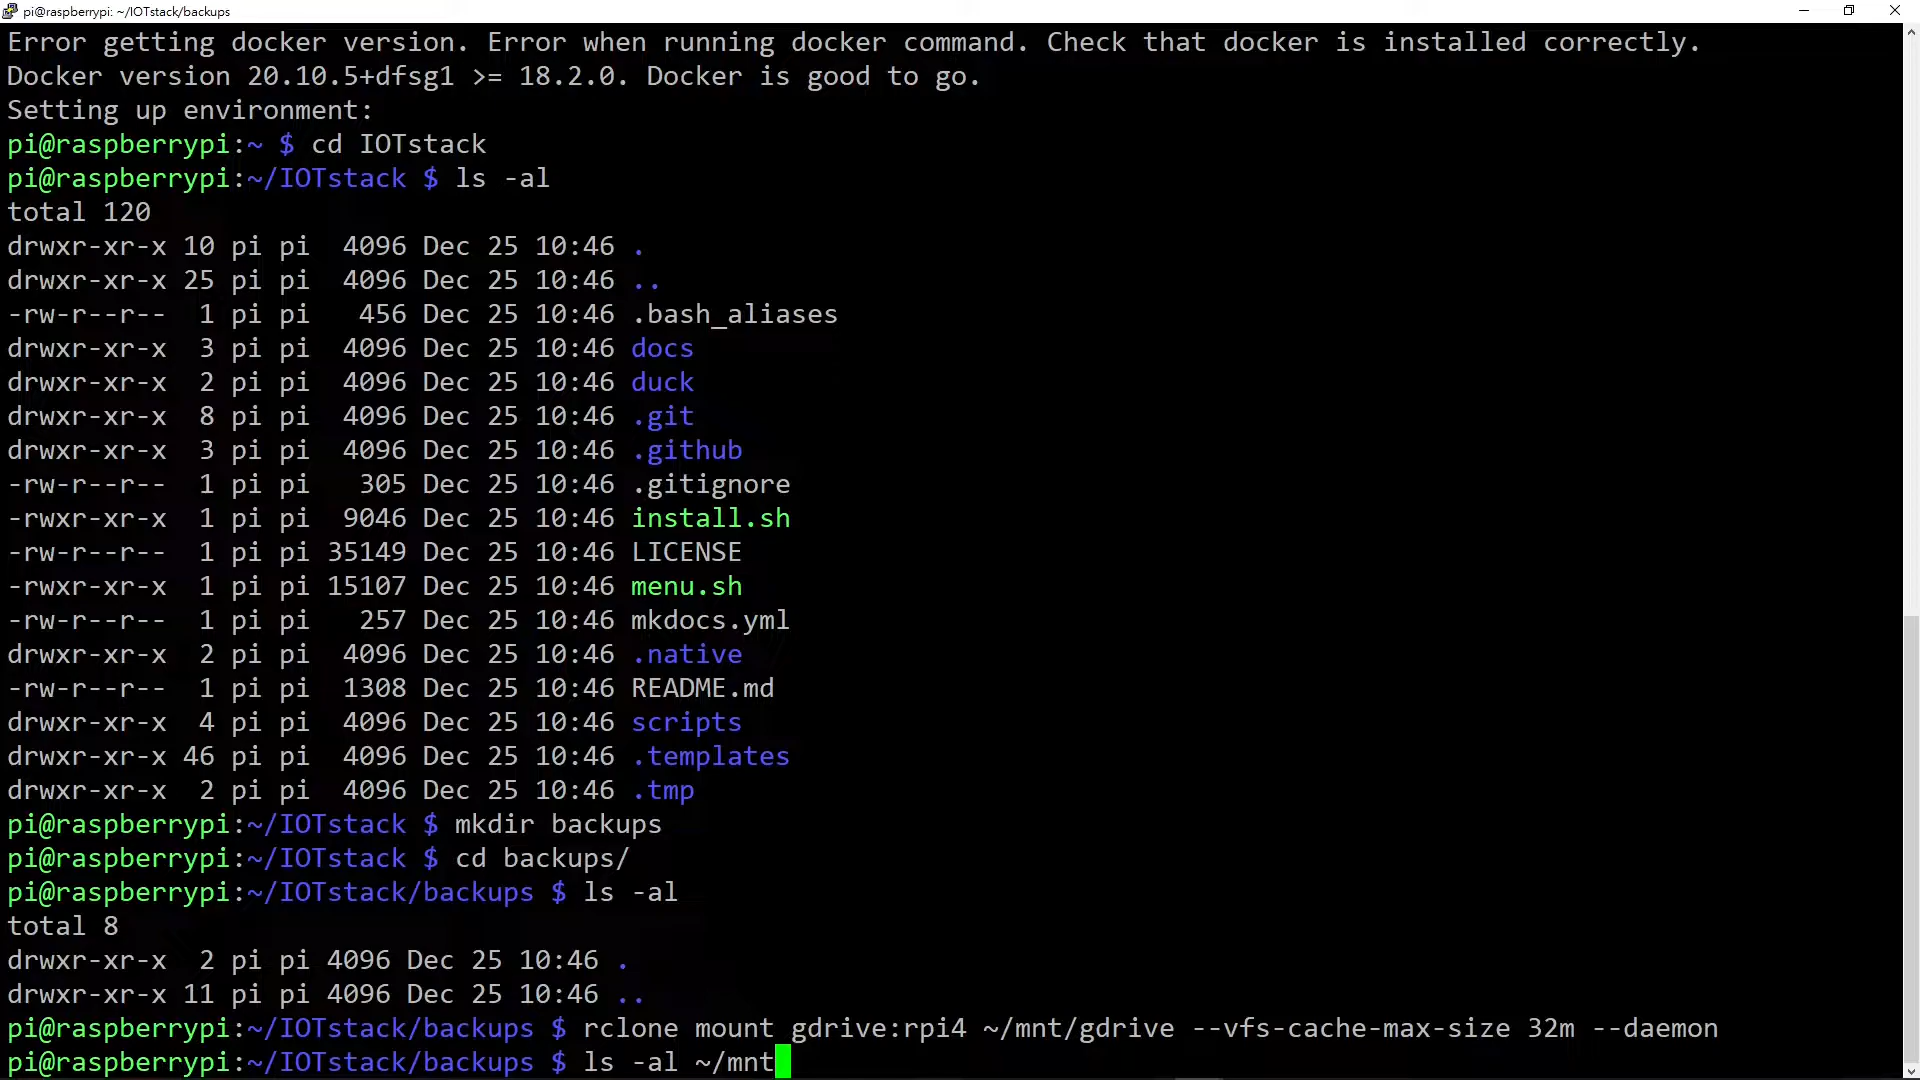 pi@raspberrypi: ~/IOTstack/backups
Error getting docker version. Error when running docker command. Check that docker is installed correctly.
Docker version 20.10.5+dfsg1 >= 18.2.0. Docker is good to go.
Setting up environment:
pi@raspberrypi:~ $ cd IOTstack
pi@raspberrypi:~/IOTstack $ ls -al
total 120
drwxr-xr-x 10 pi pi  4096 Dec 25 10:46 .
drwxr-xr-x 25 pi pi  4096 Dec 25 10:46 ..
-rw-r--r--  1 pi pi   456 Dec 25 10:46 .bash_aliases
drwxr-xr-x  3 pi pi  4096 Dec 25 10:46 docs
drwxr-xr-x  2 pi pi  4096 Dec 25 10:46 duck
drwxr-xr-x  8 pi pi  4096 Dec 25 10:46 .git
drwxr-xr-x  3 pi pi  4096 Dec 25 10:46 .github
-rw-r--r--  1 pi pi   305 Dec 25 10:46 .gitignore
-rwxr-xr-x  1 pi pi  9046 Dec 25 10:46 install.sh
-rw-r--r--  1 pi pi 35149 Dec 25 10:46 LICENSE
-rwxr-xr-x  1 pi pi 15107 Dec 25 10:46 menu.sh
-rw-r--r--  1 pi pi   257 Dec 25 10:46 mkdocs.yml
drwxr-xr-x  2 pi pi  4096 Dec 25 10:46 .native
-rw-r--r--  1 pi pi  1308 Dec 25 10:46 README.md
drwxr-xr-x  4 pi pi  4096 Dec 25 10:46 scripts
drwxr-xr-x 46 pi pi  4096 Dec 25 10:46 .templates
drwxr-xr-x  2 pi pi  4096 Dec 25 10:46 .tmp
pi@raspberrypi:~/IOTstack $ mkdir backups
pi@raspberrypi:~/IOTstack $ cd backups/
pi@raspberrypi:~/IOTstack/backups $ ls -al
total 8
drwxr-xr-x  2 pi pi 4096 Dec 25 10:46 .
drwxr-xr-x 11 pi pi 4096 Dec 25 10:46 ..
pi@raspberrypi:~/IOTstack/backups $ rclone mount gdrive:rpi4 ~/mnt/gdrive --vfs-cache-max-size 32m --daemon
pi@raspberrypi:~/IOTstack/backups $ ls -al ~/mnt